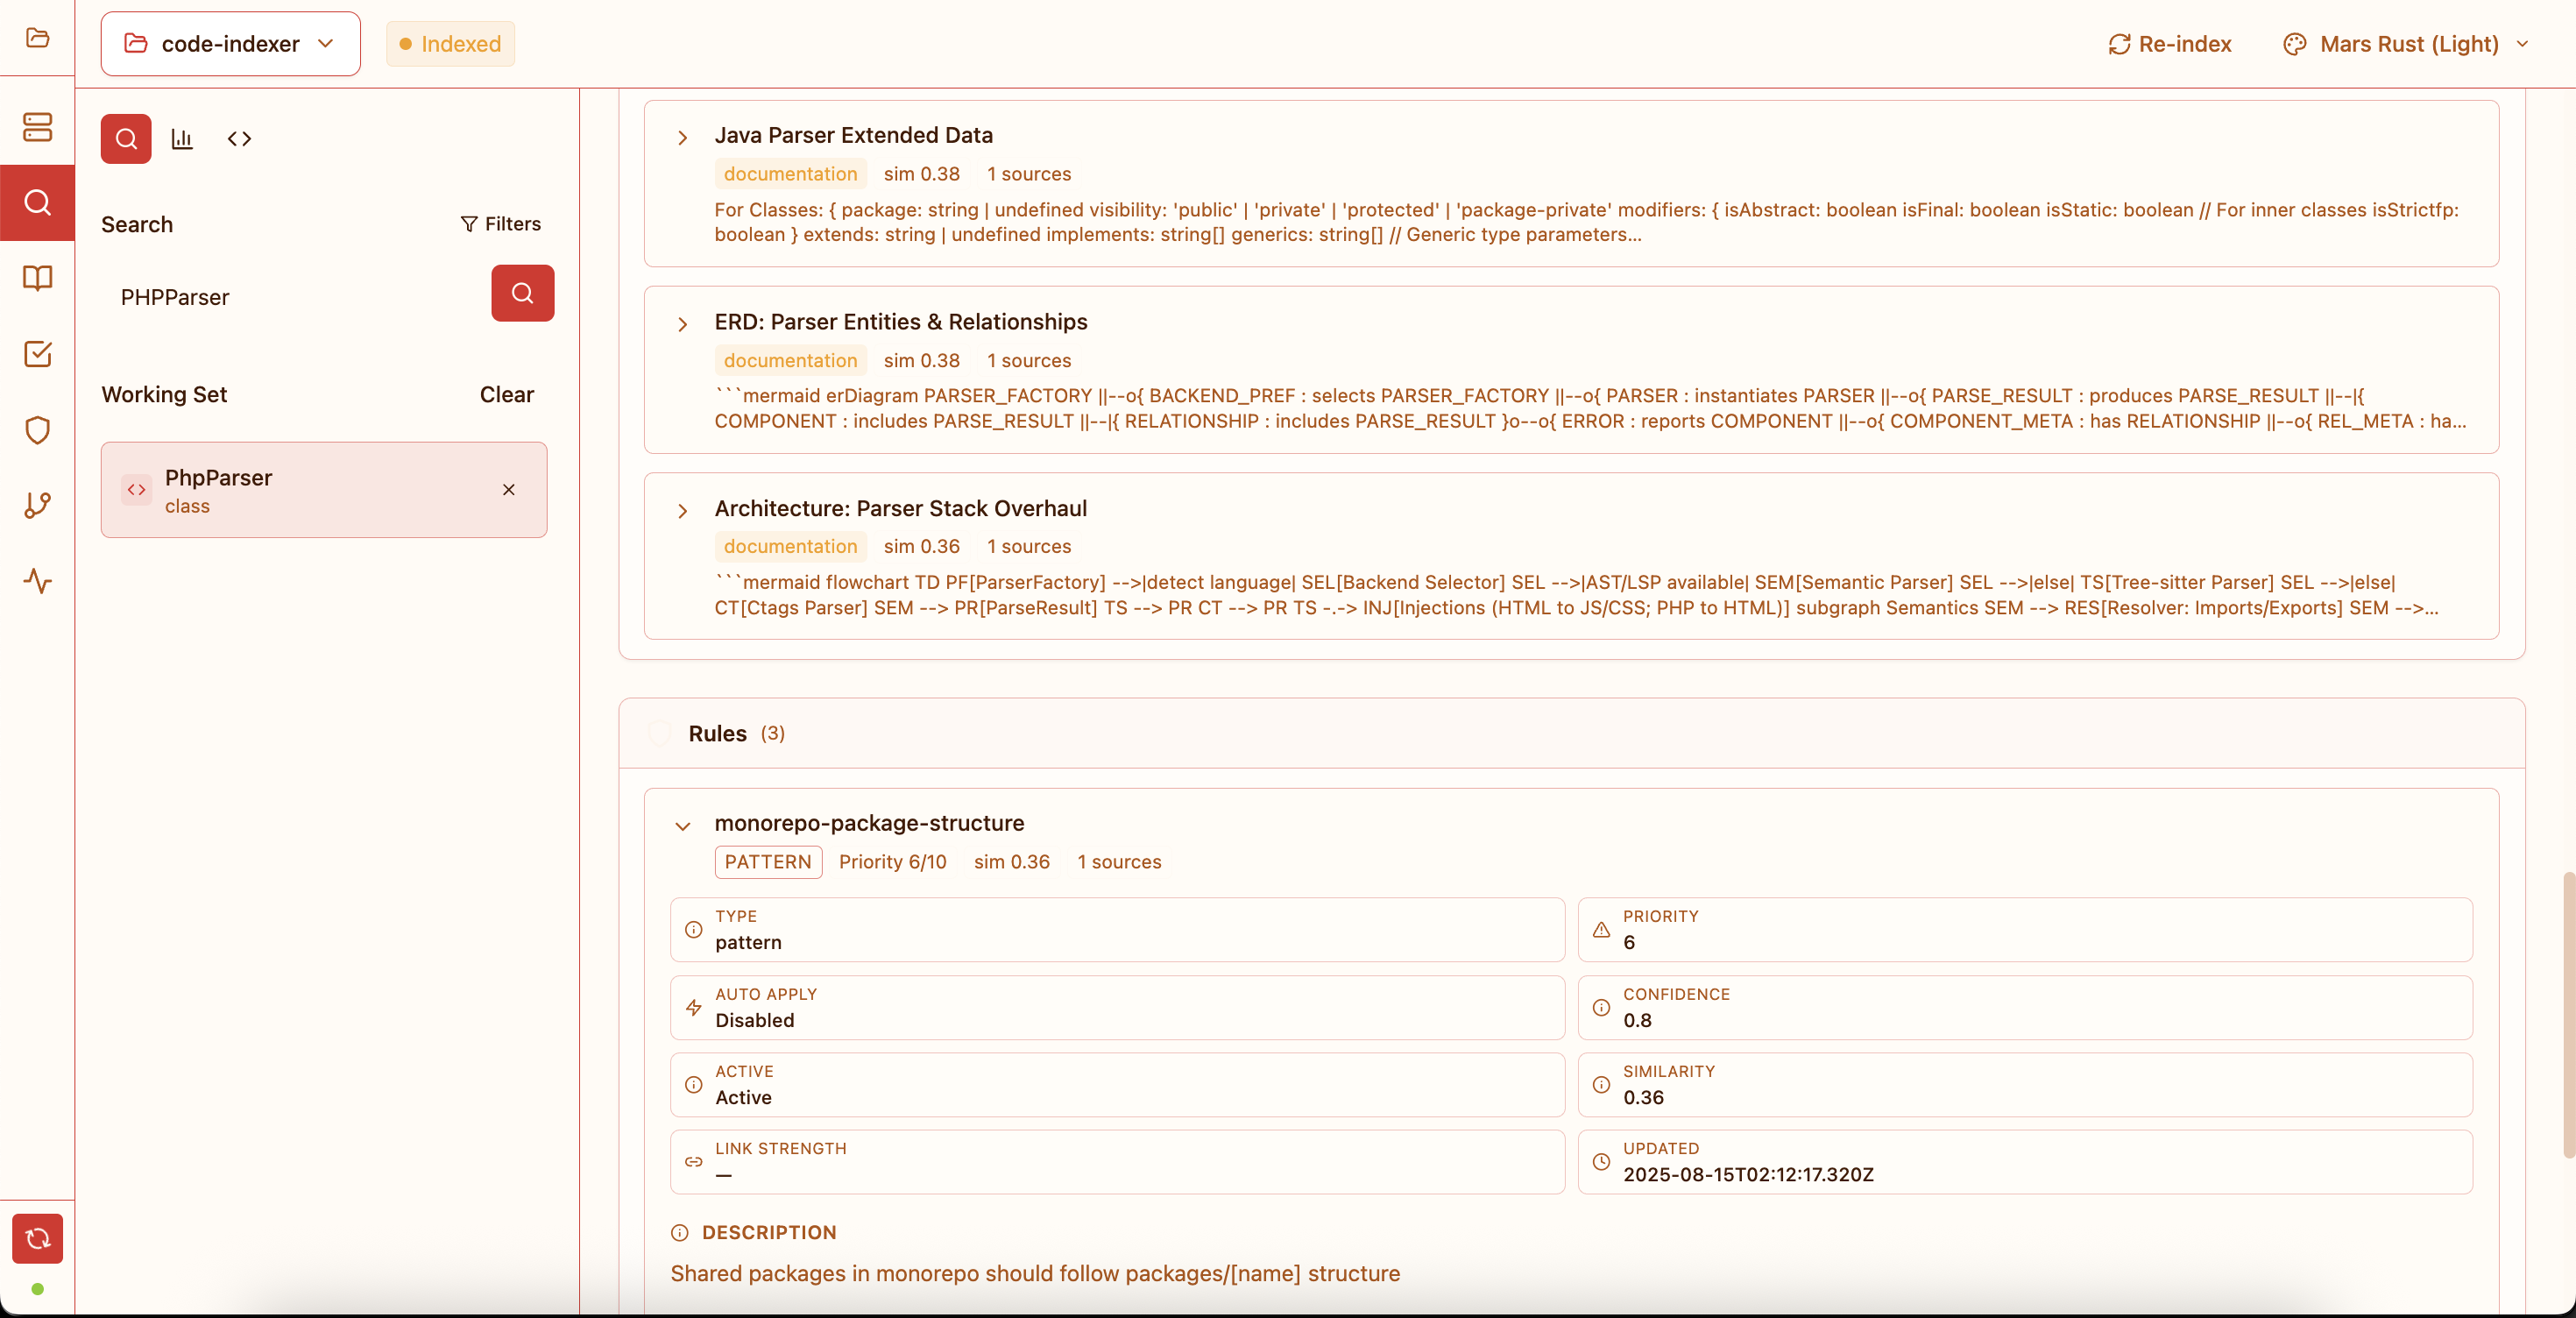 code-indexer
Indexed
Re-index
Mars Rust (Light)
Search
Filters
PHPParser
Working Set
Clear
PhpParser
class
Java Parser Extended Data
documentation sim 0.38 1 sources
For Classes: { package: string | undefined visibility: 'public' | 'private' | 'protected' | 'package-private' modifiers: { isAbstract: boolean isFinal: boolean isStatic: boolean // For inner classes isStrictfp:
boolean } extends: string | undefined implements: string[] generics: string[] // Generic type parameters...
ERD: Parser Entities & Relationships
documentation sim 0.38 1 sources
```mermaid erDiagram PARSER_FACTORY ||--o{ BACKEND_PREF : selects PARSER_FACTORY ||--o{ PARSER : instantiates PARSER ||--o{ PARSE_RESULT : produces PARSE_RESULT ||--|{
COMPONENT : includes PARSE_RESULT ||--|{ RELATIONSHIP : includes PARSE_RESULT }o--o{ ERROR : reports COMPONENT ||--o{ COMPONENT_META : has RELATIONSHIP ||--o{ REL_META : ha...
Architecture: Parser Stack Overhaul
documentation sim 0.36 1 sources
```mermaid flowchart TD PF[ParserFactory] -->|detect language| SEL[Backend Selector] SEL -->|AST/LSP available| SEM[Semantic Parser] SEL -->|else| TS[Tree-sitter Parser] SEL -->|else|
CT[Ctags Parser] SEM --> PR[ParseResult] TS --> PR CT --> PR TS -.-> INJ[Injections (HTML to JS/CSS; PHP to HTML)] subgraph Semantics SEM --> RES[Resolver: Imports/Exports] SEM -->...
Rules (3)
monorepo-package-structure
PATTERN Priority 6/10 sim 0.36 1 sources
TYPE
pattern
PRIORITY
6
AUTO APPLY
Disabled
CONFIDENCE
0.8
ACTIVE
Active
SIMILARITY
0.36
LINK STRENGTH
—
UPDATED
2025-08-15T02:12:17.320Z
DESCRIPTION
Shared packages in monorepo should follow packages/[name] structure